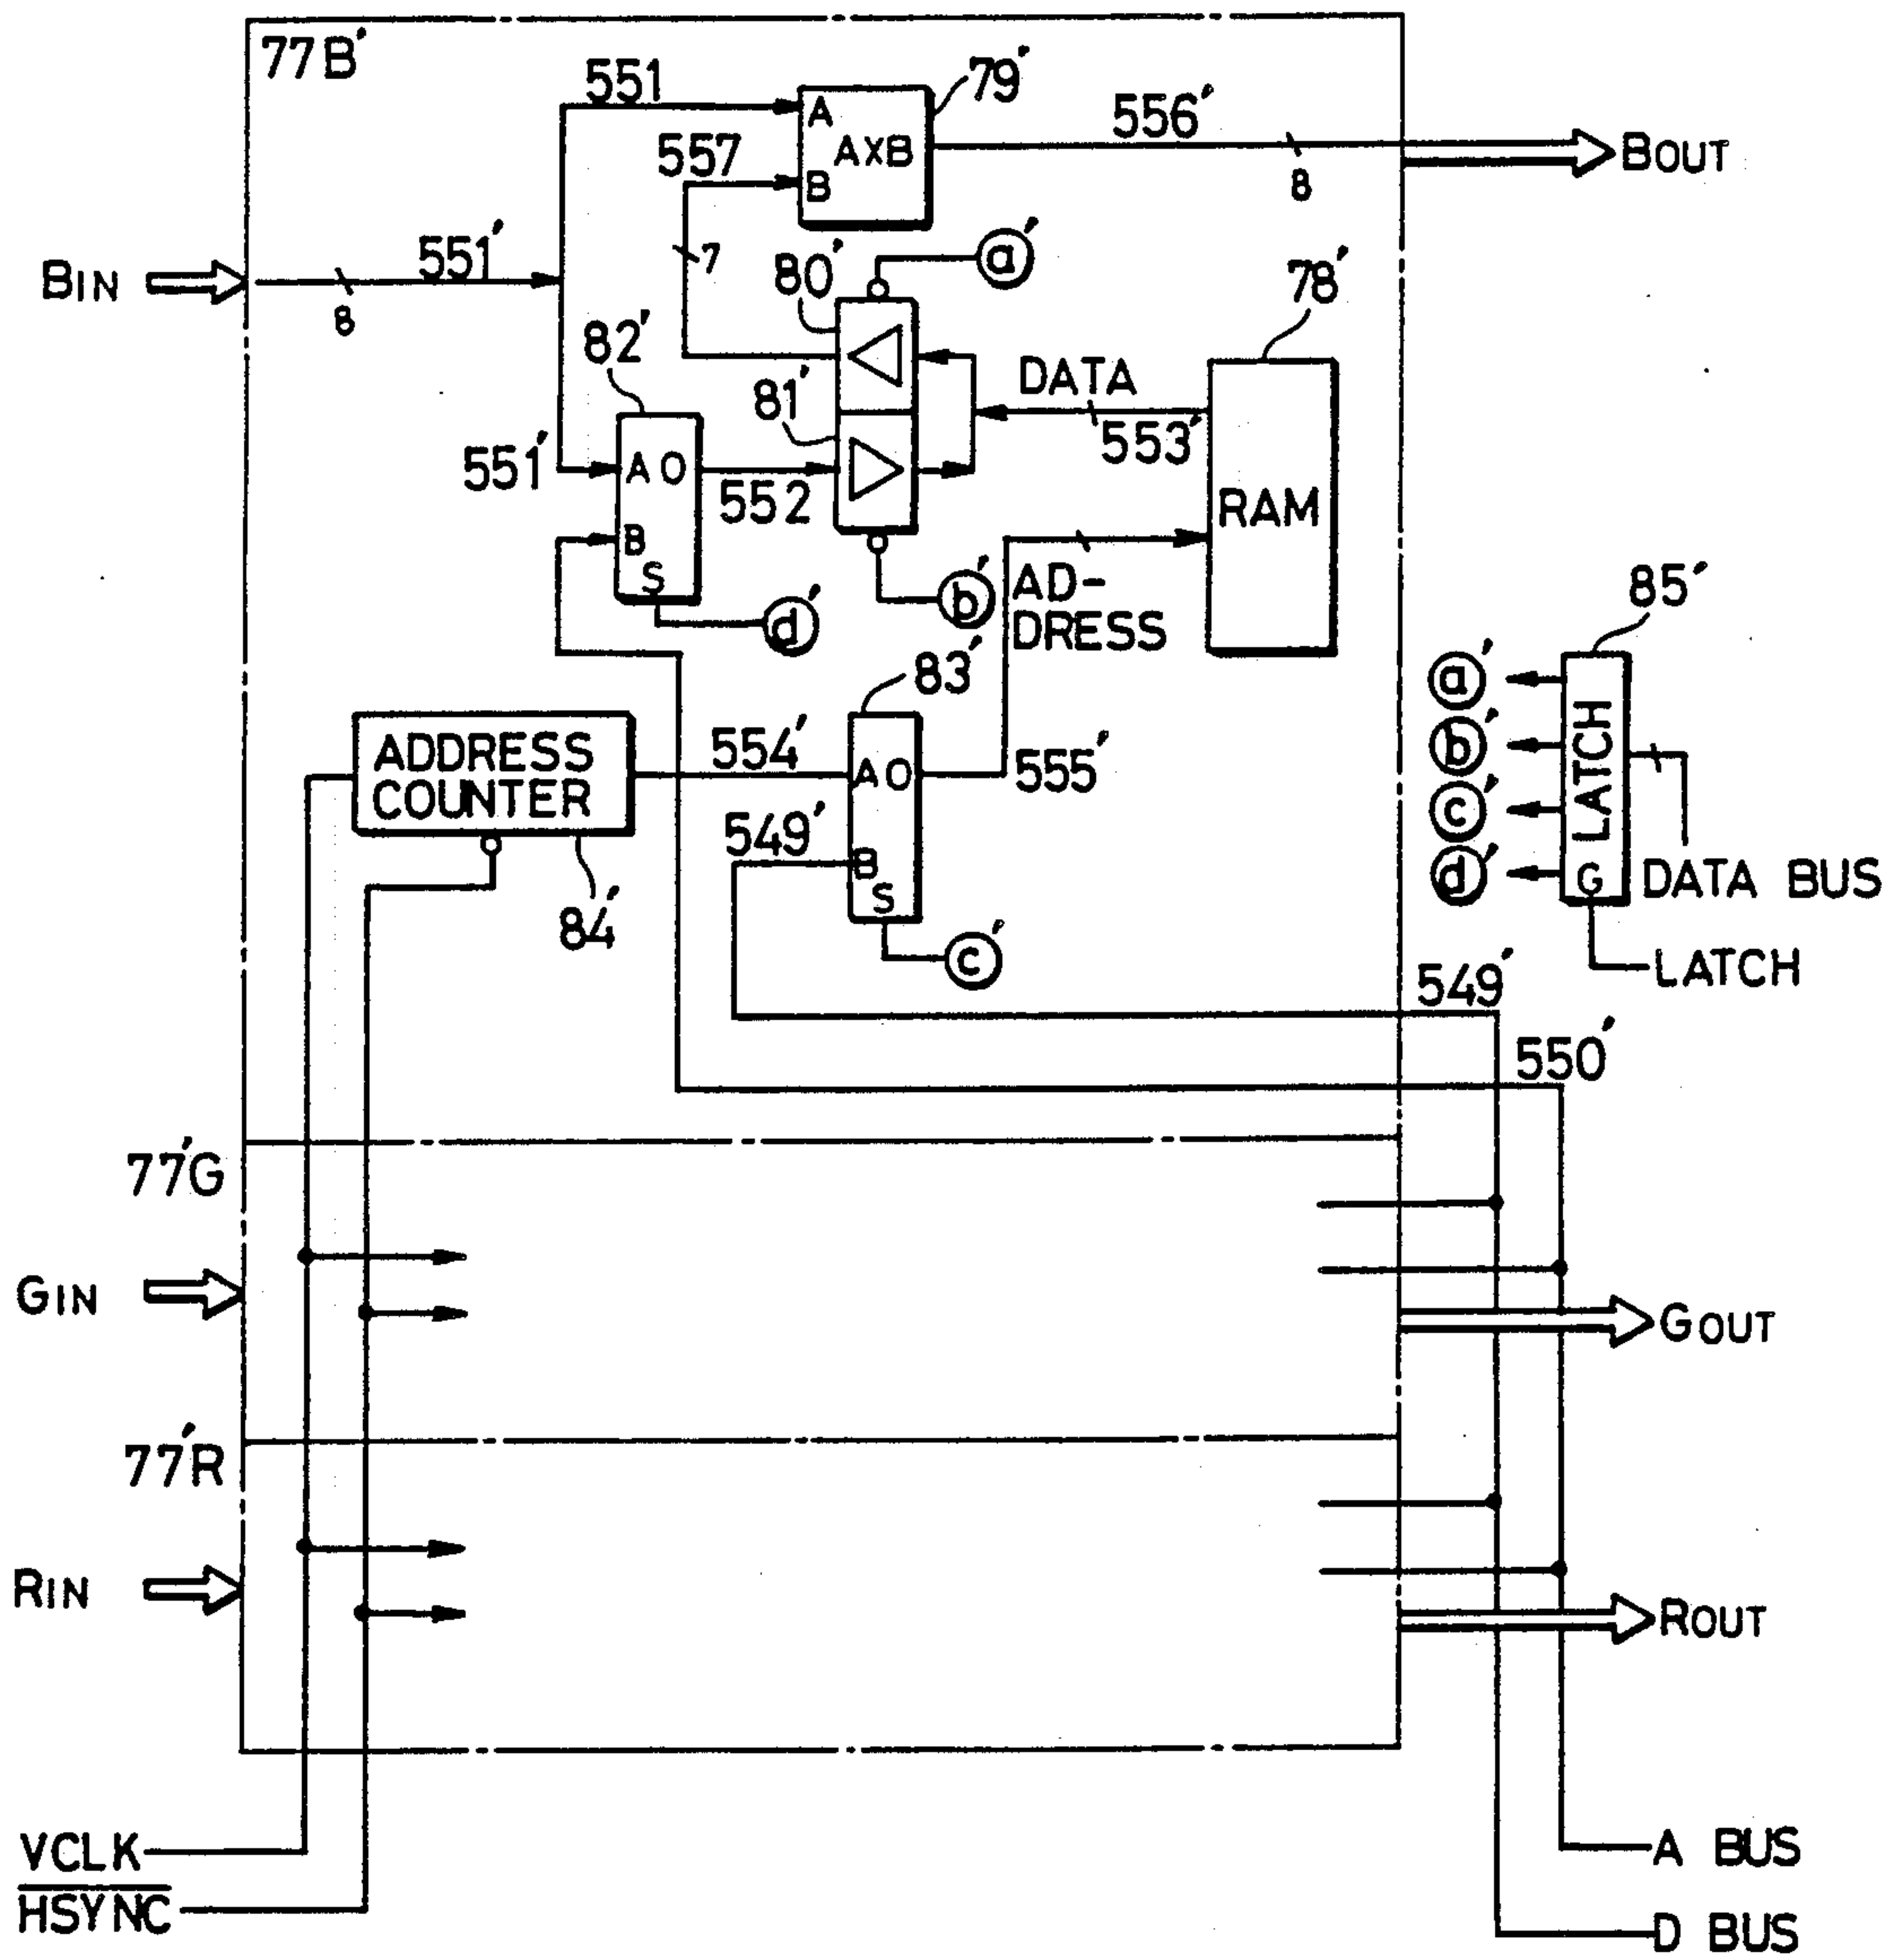 77B'
551
79'
A
AXB
B
556'
8
BOUT
557
7
BIN
551'
8
80'
a'
78'
82'
81'
DATA
553'
551'
A O
B
S
552
RAM
b'
d'
AD-
DRESS
85'
a'
b'
c'
d'
LATCH
G
DATA BUS
LATCH
83'
ADDRESS
COUNTER
554'
A O
B
S
555'
549'
84'
c'
549'
550'
77'G
GIN
GOUT
77'R
RIN
ROUT
VCLK
HSYNC
A BUS
D BUS